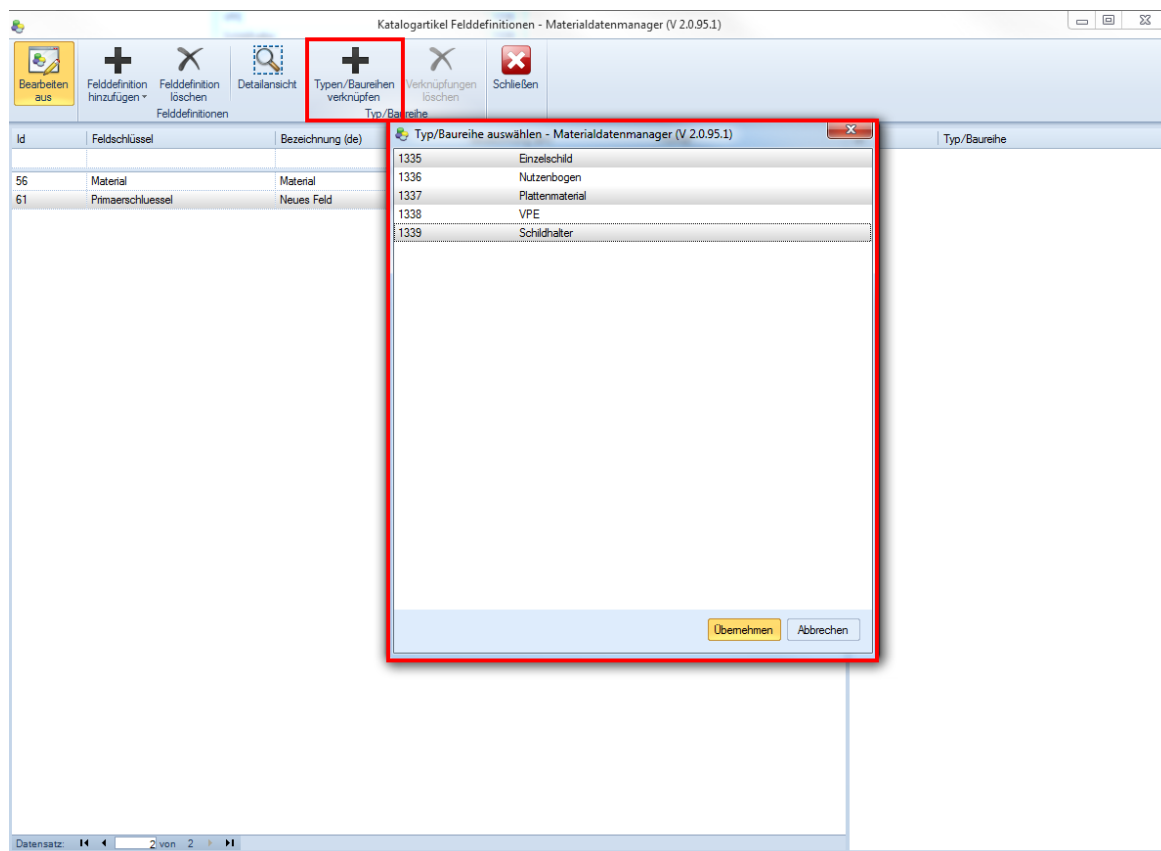 Katalogartikel Felddefinitionen - Materialdatenmanager (V 2.0.95.1)
Bearbeiten aus
Felddefinition hinzufügen
Felddefinition löschen
Detailansicht
Typen/Baureihen verknüpfen
Verknüpfungen löschen
Schließen
Felddefinitionen
Typ/Baureihe
Id Feldschlüssel Bezeichnung (de) Typ/Baureihe
56 Material Material
61 Primaerschluessel Neues Feld
Typ/Baureihe auswählen - Materialdatenmanager (V 2.0.95.1)
1335 Einzelschild
1336 Nutzenbogen
1337 Plattenmaterial
1338 VPE
1339 Schildhalter
Übernehmen Abbrechen
Datensatz: 2 von 2